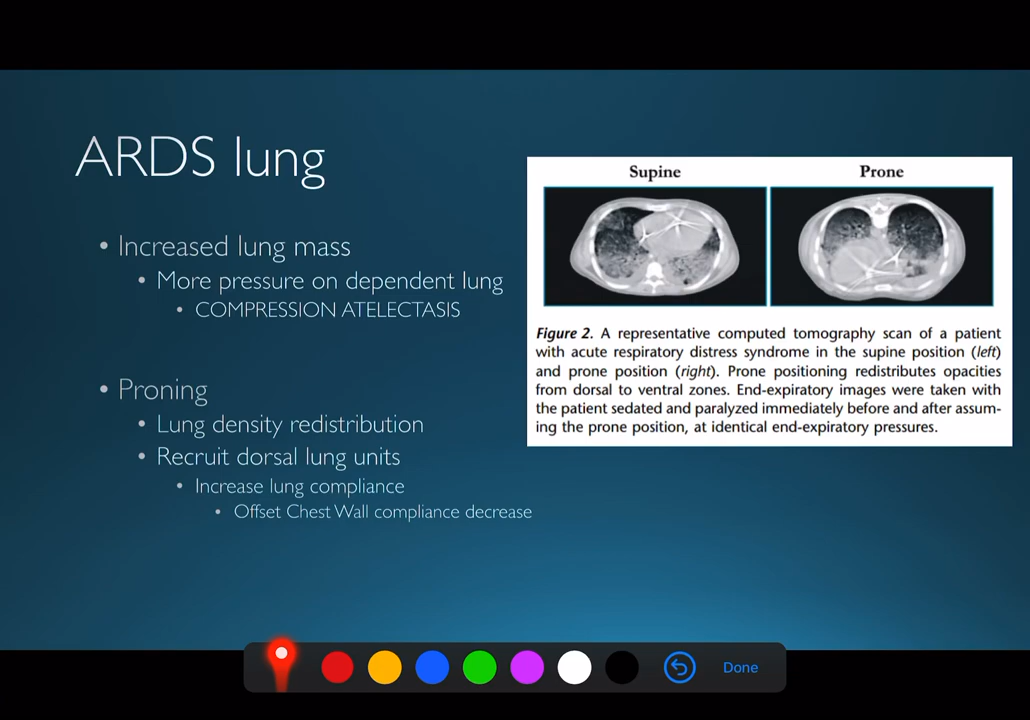 ARDS lung
• Increased lung mass
• More pressure on dependent lung
• COMPRESSION ATELECTASIS
• Proning
• Lung density redistribution
• Recruit dorsal lung units
• Increase lung compliance
• Offset Chest Wall compliance decrease
Supine Prone
Figure 2. A representative computed tomography scan of a patient
with acute respiratory distress syndrome in the supine position (left)
and prone position (right). Prone positioning redistributes opacities
from dorsal to ventral zones. End-expiratory images were taken with
the patient sedated and paralyzed immediately before and after assum-
ing the prone position, at identical end-expiratory pressures.
Done